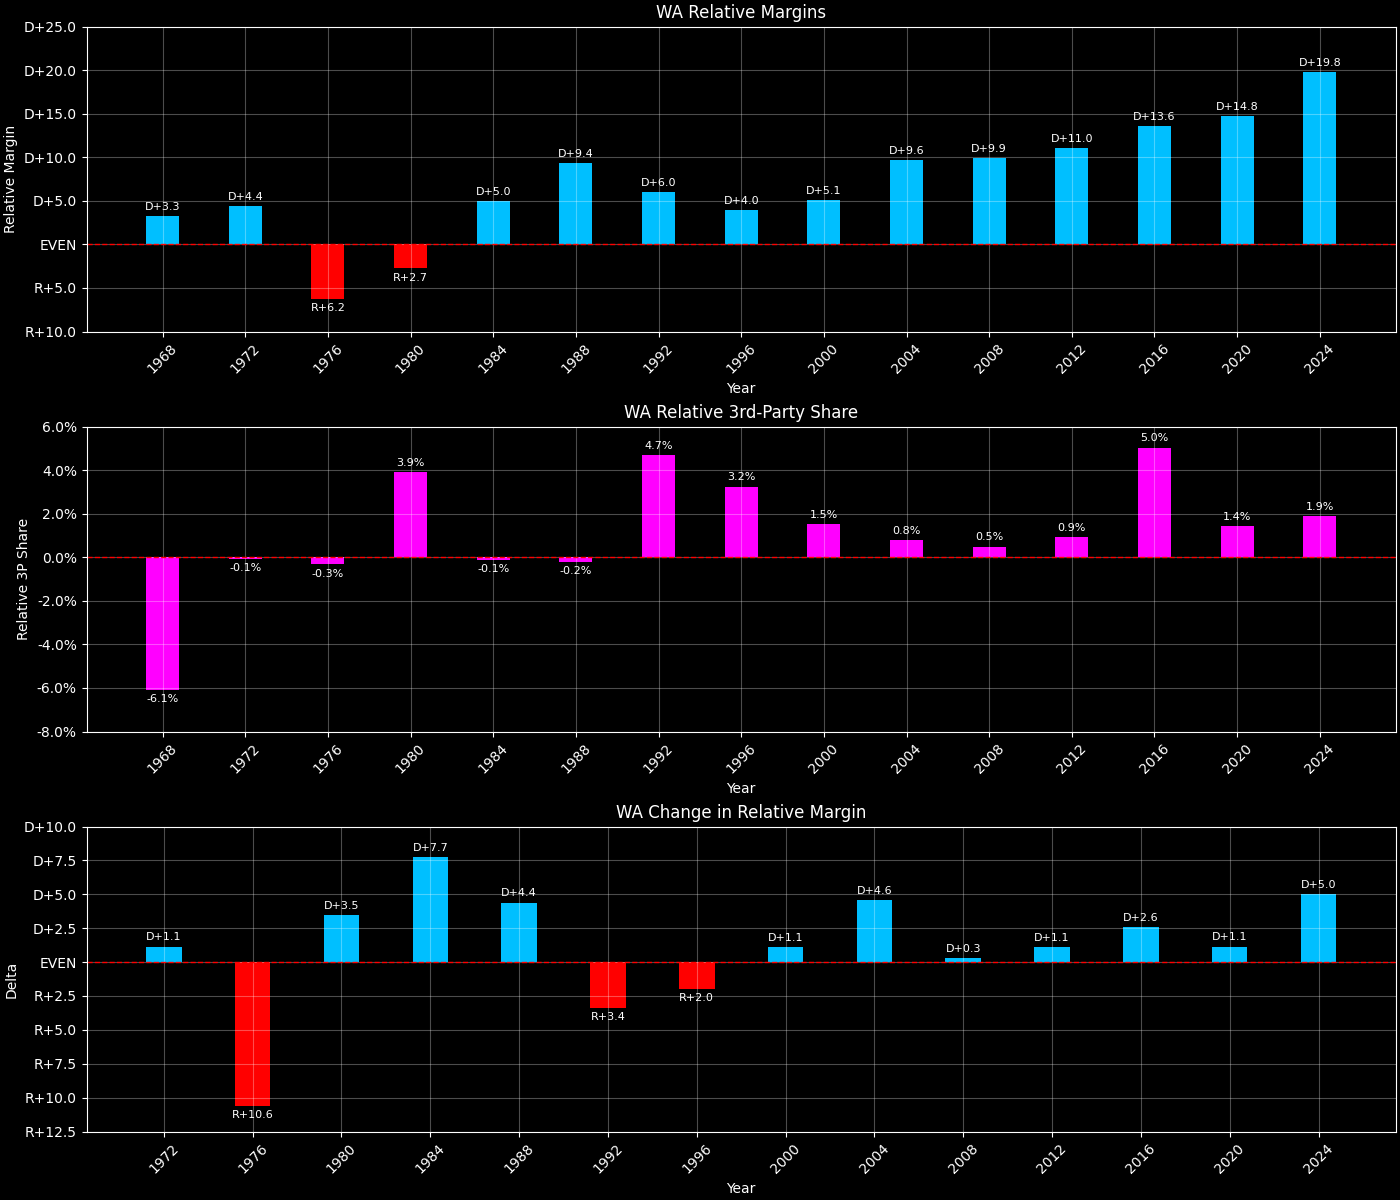 WA Relative Margins
D+25.0
D+20.0
D+15.0
D+10.0
D+5.0
EVEN
R+5.0
R+10.0
Relative Margin
D+3.3
D+4.4
R+6.2
R+2.7
D+5.0
D+9.4
D+6.0
D+4.0
D+5.1
D+9.6
D+9.9
D+11.0
D+13.6
D+14.8
D+19.8
1968 1972 1976 1980 1984 1988 1992 1996 2000 2004 2008 2012 2016 2020 2024
Year
WA Relative 3rd-Party Share
6.0%
4.0%
2.0%
0.0%
-2.0%
-4.0%
-6.0%
-8.0%
Relative 3P Share
-6.1%
-0.1%
-0.3%
3.9%
-0.1%
-0.2%
4.7%
3.2%
1.5%
0.8%
0.5%
0.9%
5.0%
1.4%
1.9%
1968 1972 1976 1980 1984 1988 1992 1996 2000 2004 2008 2012 2016 2020 2024
Year
WA Change in Relative Margin
D+10.0
D+7.5
D+5.0
D+2.5
EVEN
R+2.5
R+5.0
R+7.5
R+10.0
R+12.5
Delta
D+1.1
R+10.6
D+3.5
D+7.7
D+4.4
R+3.4
R+2.0
D+1.1
D+4.6
D+0.3
D+1.1
D+2.6
D+1.1
D+5.0
1972 1976 1980 1984 1988 1992 1996 2000 2004 2008 2012 2016 2020 2024
Year